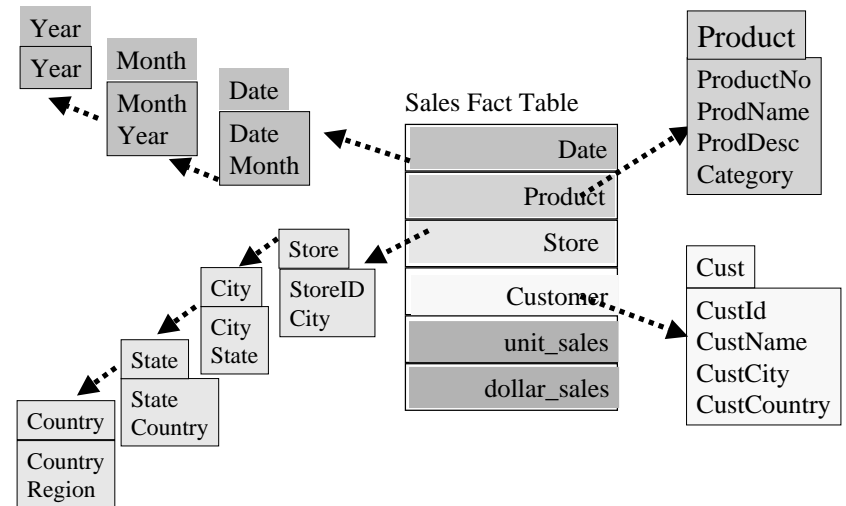 Year
Year
Month
Month
Year
Date
Date
Month
Sales Fact Table
Date
Product
Store
Customer
unit_sales
dollar_sales
Product
ProductNo
ProdName
ProdDesc
Category
Cust
CustId
CustName
CustCity
CustCountry
Store
StoreID
City
City
City
State
State
State
Country
Country
Country
Region